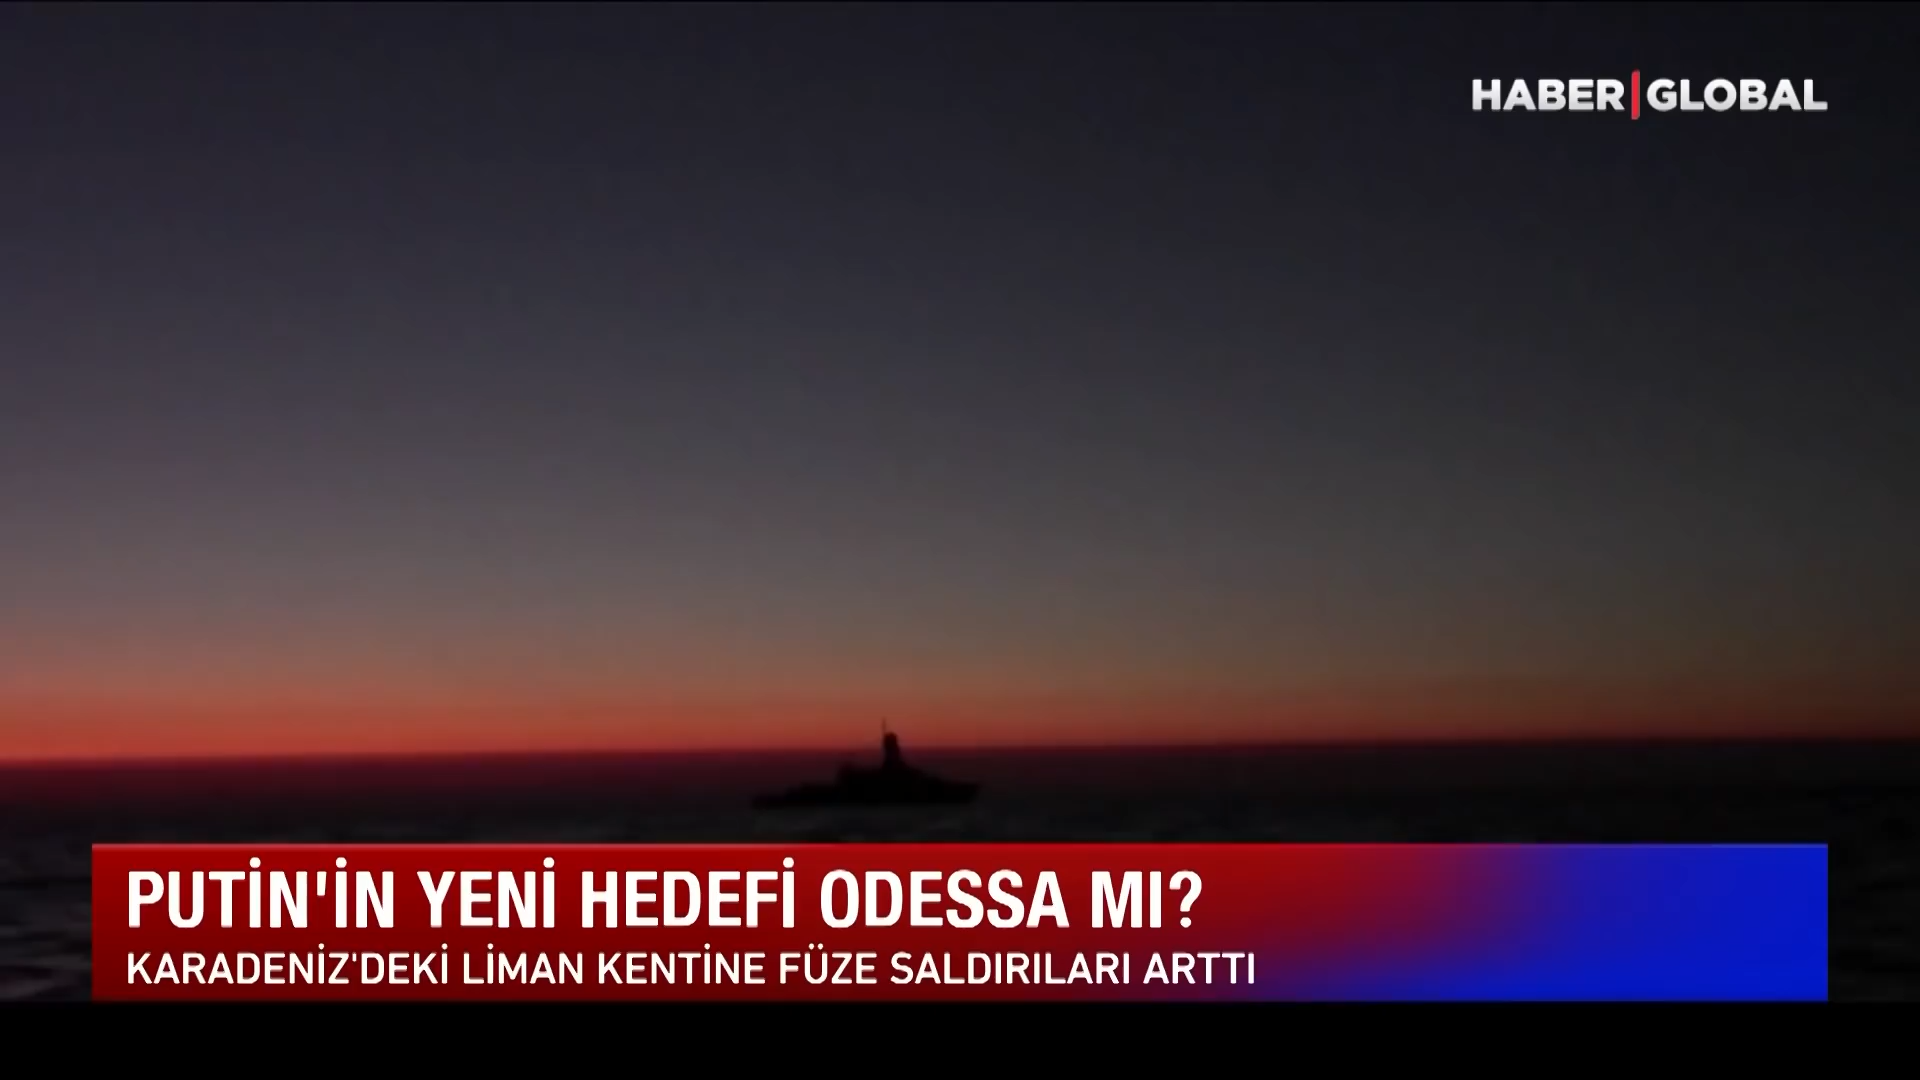 HABER|GLOBAL
PUTİN'İN YENİ HEDEFİ ODESSA MI?
KARADENİZ'DEKİ LİMAN KENTİNE FÜZE SALDIRILARI ARTTI